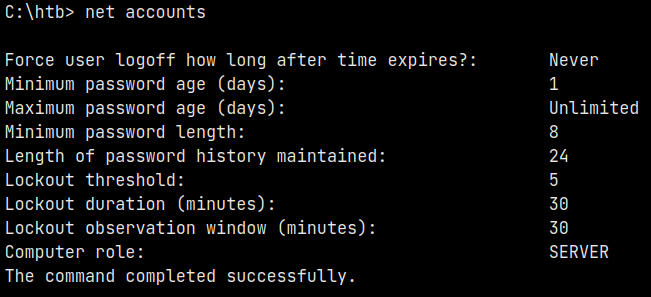 C:\htb> net accounts
Force user logoff how long after time expires?: Never
Minimum password age (days): 1
Maximum password age (days): Unlimited
Minimum password length: 8
Length of password history maintained: 24
Lockout threshold: 5
Lockout duration (minutes): 30
Lockout observation window (minutes): 30
Computer role: SERVER
The command completed successfully.